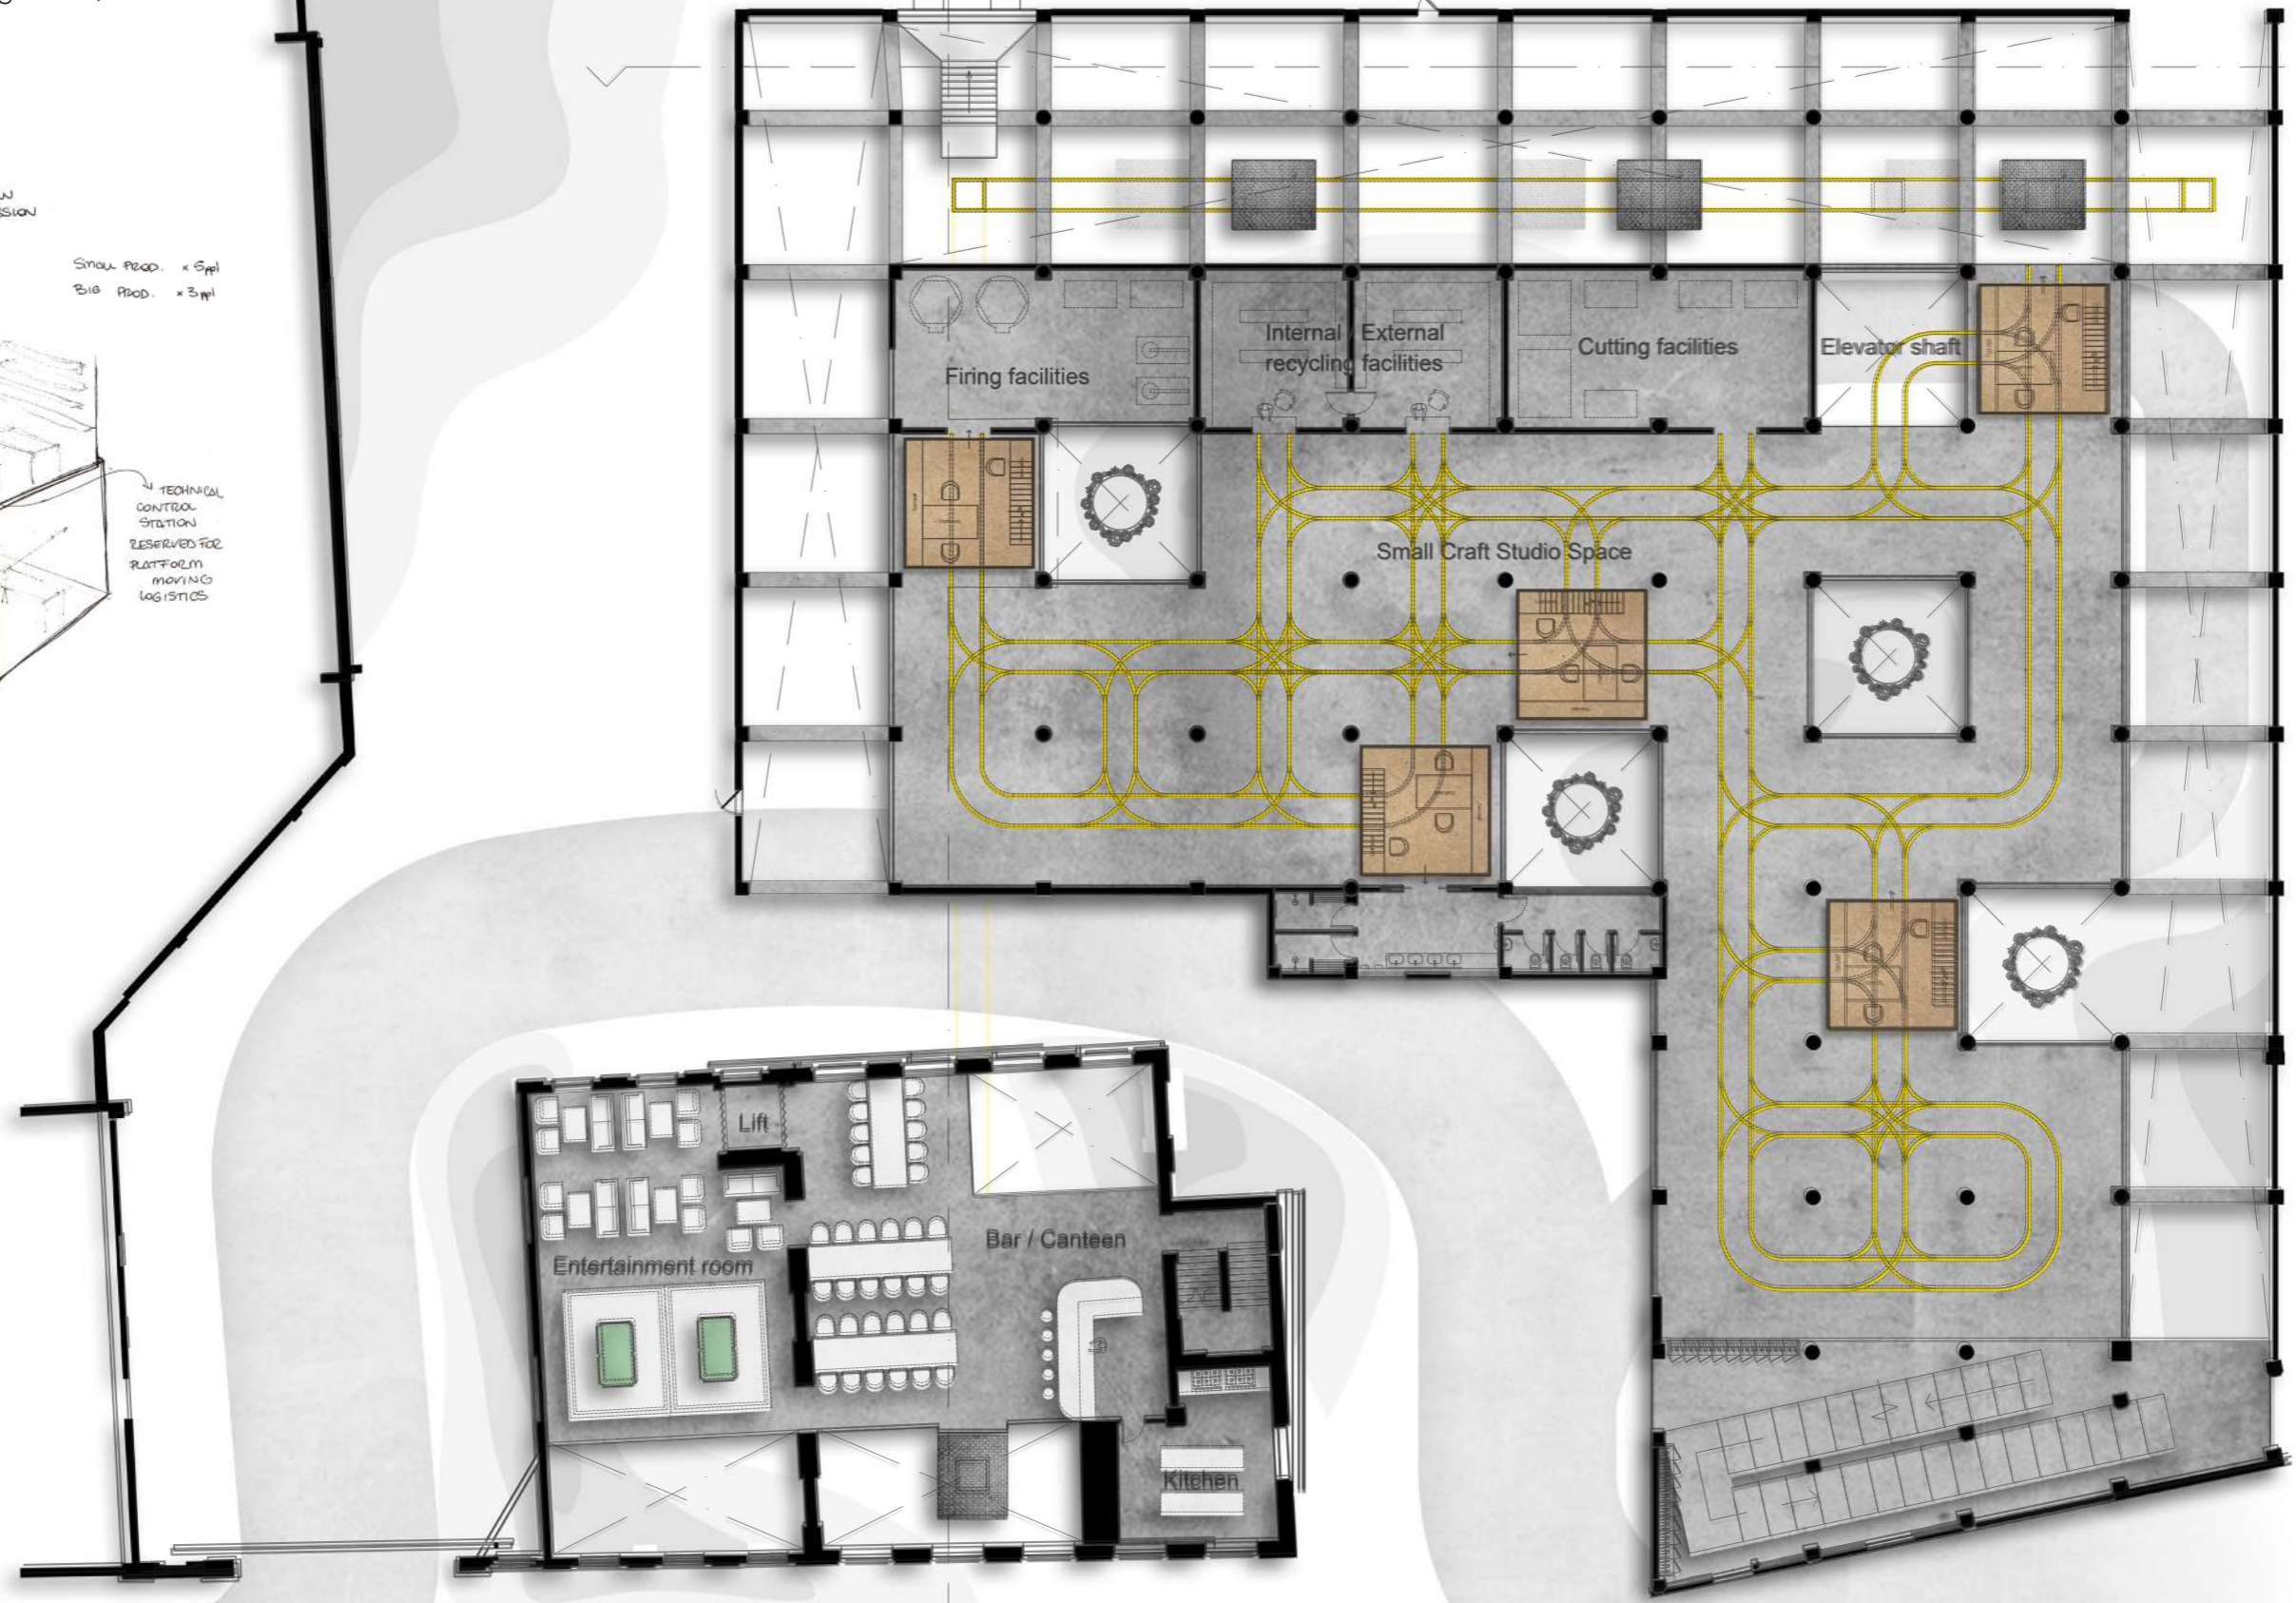 SMALL PROD. x 5ppl
BIG PROD. x 3ppl
TECHNICAL
CONTROL
STATION
RESERVED FOR
PLATFORM
MOVING
LOGISTICS
Firing facilities
Internal / External
recycling facilities
Cutting facilities
Elevator shaft
Small Craft Studio Space
Lift
Bar / Canteen
Entertainment room
Kitchen